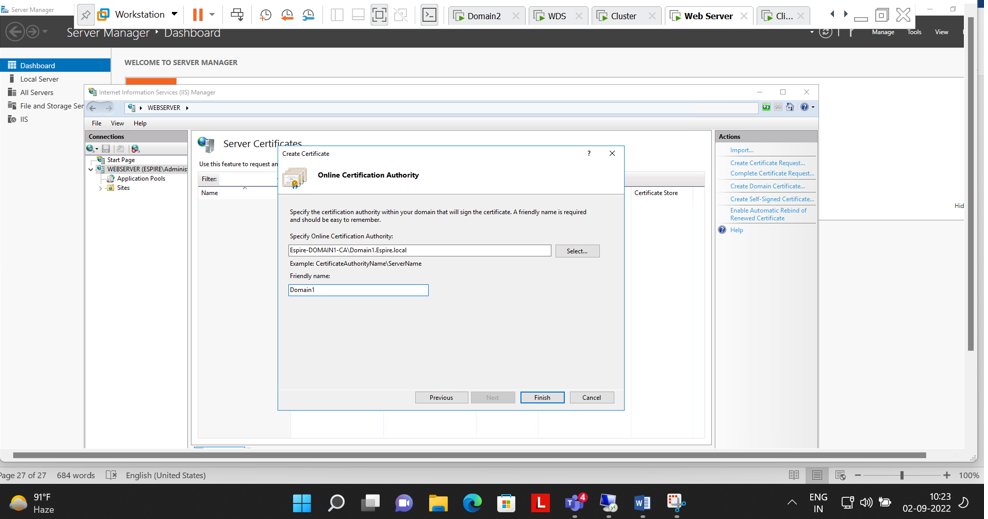 Server Manager
Workstation
Domain2
WDS
Cluster
Web Server
Cli...
Server Manager • Dashboard
Manage Tools View
Dashboard
Local Server
All Servers
File and Storage Ser
IIS
WELCOME TO SERVER MANAGER
Internet Information Services (IIS) Manager
WEBSERVER
File View Help
Connections
Start Page
WEBSERVER (ESPIRE\Adminis
Application Pools
Sites
Server Certificates
Use this feature to request an
Filter:
Name
Certificate Store
Create Certificate
?
Online Certification Authority
Specify the certification authority within your domain that will sign the certificate. A friendly name is required
and should be easy to remember.
Specify Online Certification Authority:
Espire-DOMAIN1-CA\Domain1.Espire.local
Select...
Example: CertificateAuthorityName\ServerName
Friendly name:
Domain1
Previous Next Finish Cancel
Actions
Import...
Create Certificate Request...
Complete Certificate Request...
Create Domain Certificate...
Create Self-Signed Certificate...
Enable Automatic Rebind of
Renewed Certificate
Help
Hid
Page 27 of 27 684 words English (United States)
100%
91°F
Haze
L
4
W
ENG
IN
10:23
02-09-2022